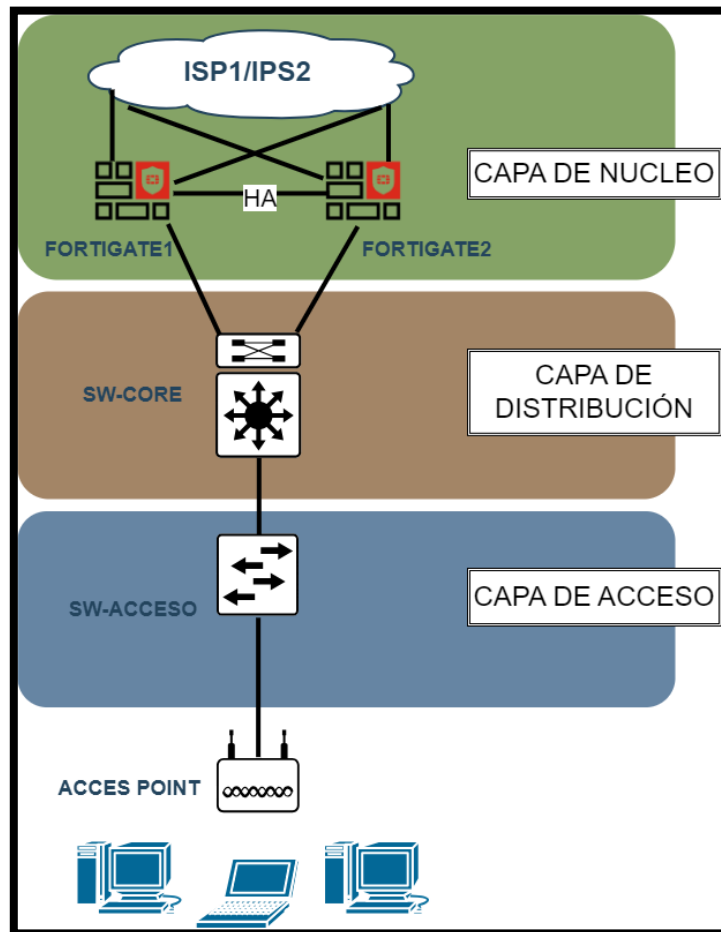 ISP1/IPS2
CAPA DE NUCLEO
HA
FORTIGATE1
FORTIGATE2
SW-CORE
CAPA DE
DISTRIBUCIÓN
SW-ACCESO
CAPA DE ACCESO
ACCES POINT